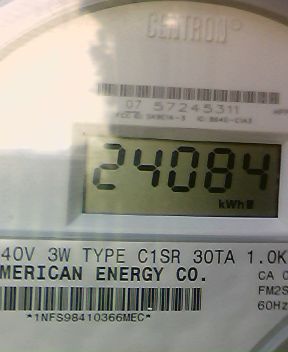 CENTRON®
07 57245311
24084
kWh
40V 3W TYPE C1SR 30TA 1.0K
MERICAN ENERGY CO.
CA 0
FM2S
60Hz
*1NFS98410366MEC*